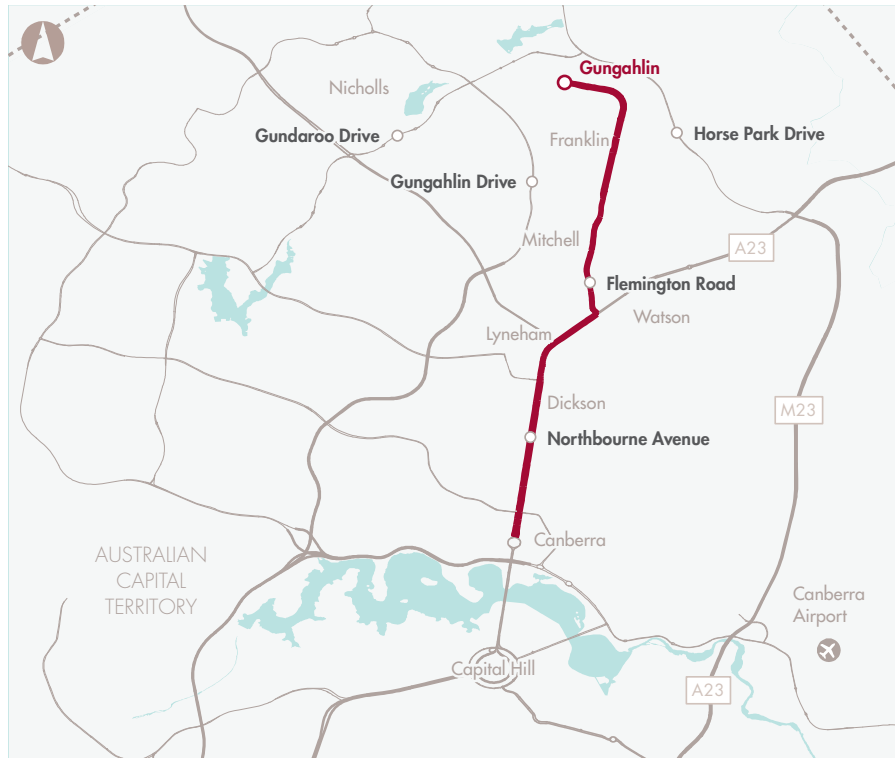 Gungahlin
Nicholls
Gundaroo Drive
Franklin
Horse Park Drive
Gungahlin Drive
Mitchell
A23
Flemington Road
Watson
Lyneham
Dickson
M23
Northbourne Avenue
Canberra
AUSTRALIAN
CAPITAL
TERRITORY
Canberra
Airport
Capital Hill
A23